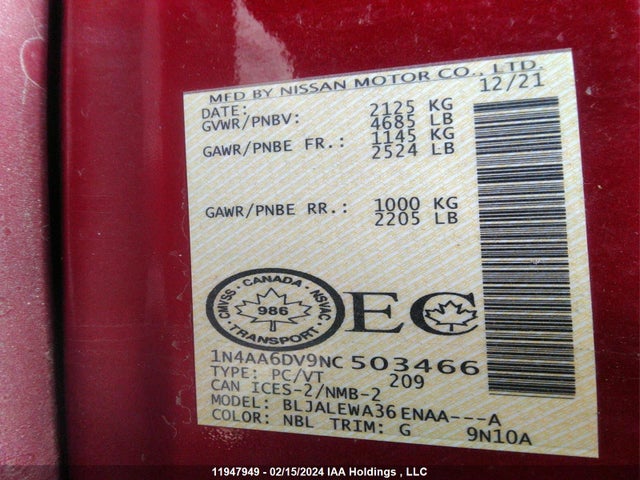 MFD BY NISSAN MOTOR CO., LTD.
DATE: 12/21
GVWR/PNBV: 2125 KG
4685 LB
GAWR/PNBE FR.: 1145 KG
2524 LB
GAWR/PNBE RR.: 1000 KG
2205 LB
CANADA
CMVSS NSVAC
986
TRANSPORT
EC
1N4AA6DV9NC 503466
TYPE: PC/VT 209
CAN ICES-2/NMB-2
MODEL: BLJALEWA36ENAA---A
COLOR: NBL TRIM: G 9N10A
11947949 - 02/15/2024 IAA Holdings , LLC